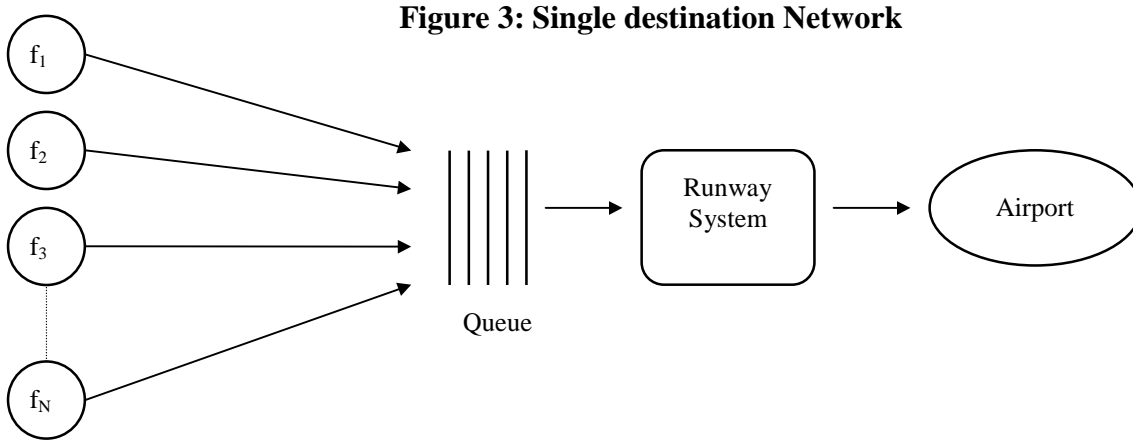 Figure 3: Single destination Network
f1
f2
f3
fN
Queue
Runway
System
Airport